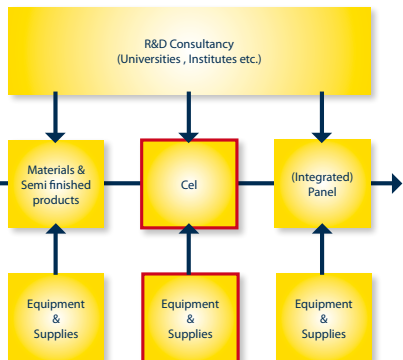 R&D Consultancy
(Universities , Institutes etc.)
Materials &
Semi finished
products
Cel
(Integrated)
Panel
Equipment
&
Supplies
Equipment
&
Supplies
Equipment
&
Supplies